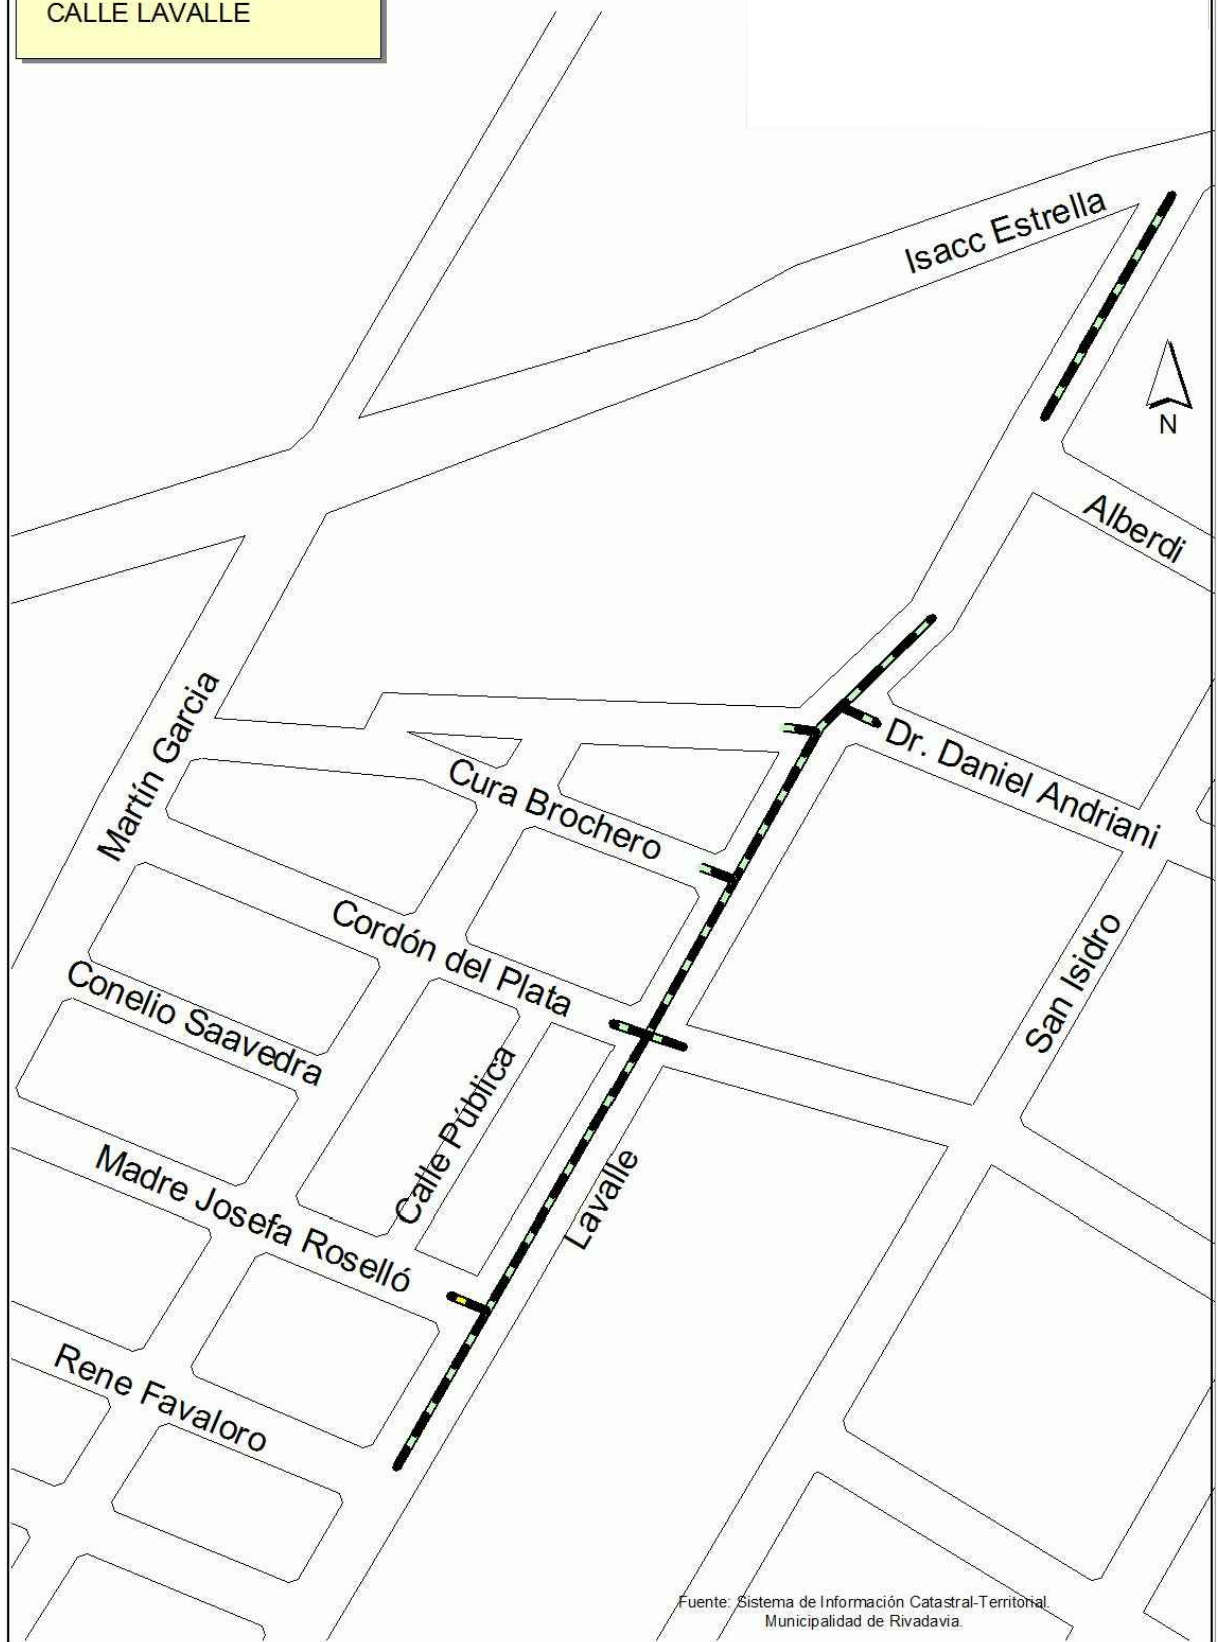 CALLE LAVALLE
Isacc Estrella
N
Alberdi
Martín Garcia
Dr. Daniel Andriani
Cura Brochero
Cordón del Plata
San Isidro
Conelio Saavedra
Calle Pública
Lavalle
Madre Josefa Roselló
Rene Favaloro
Fuente: Sistema de Información Catastral-Territorial.
Municipalidad de Rivadavia.